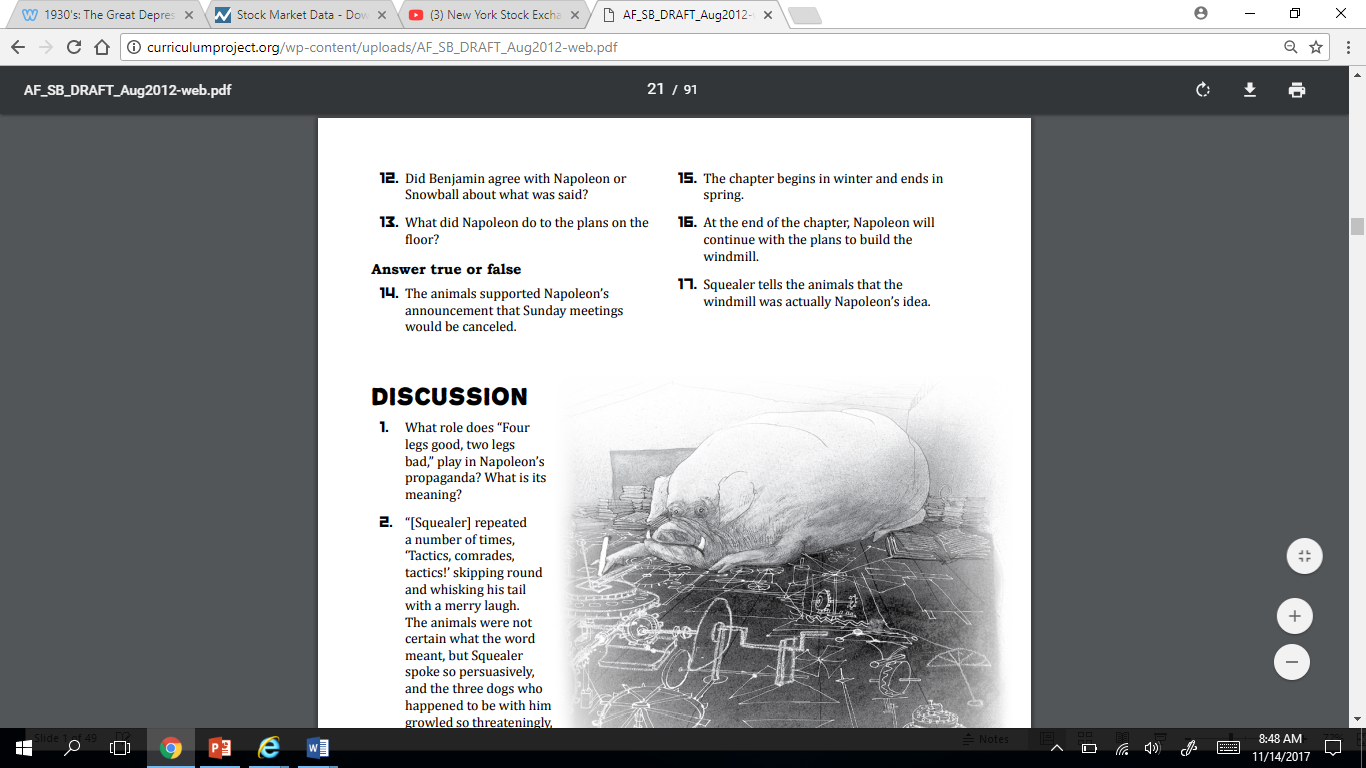 1930's: The Great Depres
Stock Market Data - Dow
(3) New York Stock Excha
AF_SB_DRAFT_Aug2012-
curriculumproject.org/wp-content/uploads/AF_SB_DRAFT_Aug2012-web.pdf
AF_SB_DRAFT_Aug2012-web.pdf
21 / 91
12. Did Benjamin agree with Napoleon or
Snowball about what was said?
13. What did Napoleon do to the plans on the
floor?
Answer true or false
14. The animals supported Napoleon's
announcement that Sunday meetings
would be canceled.
15. The chapter begins in winter and ends in
spring.
16. At the end of the chapter, Napoleon will
continue with the plans to build the
windmill.
17. Squealer tells the animals that the
windmill was actually Napoleon's idea.
DISCUSSION
1. What role does “Four
legs good, two legs
bad,” play in Napoleon's
propaganda? What is its
meaning?
2. “[Squealer] repeated
a number of times,
‘Tactics, comrades,
tactics!’ skipping round
and whisking his tail
with a merry laugh.
The animals were not
certain what the word
meant, but Squealer
spoke so persuasively,
and the three dogs who
happened to be with him
growled so threateningly,
Slide 1 of 49
Notes
8:48 AM
11/14/2017